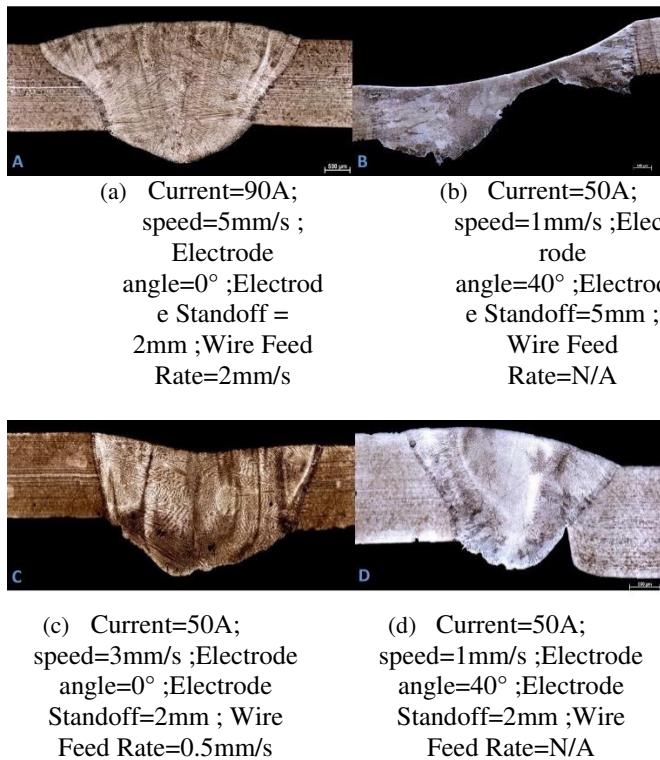 A
500 µm
B
(a) Current=90A;
speed=5mm/s ;
Electrode
angle=0° ;Electrod
e Standoff =
2mm ;Wire Feed
Rate=2mm/s
(b) Current=50A;
speed=1mm/s ;Elec
rode
angle=40° ;Electrod
e Standoff=5mm ;
Wire Feed
Rate=N/A
C
D
(c) Current=50A;
speed=3mm/s ;Electrode
angle=0° ;Electrode
Standoff=2mm ; Wire
Feed Rate=0.5mm/s
(d) Current=50A;
speed=1mm/s ;Electrode
angle=40° ;Electrode
Standoff=2mm ;Wire
Feed Rate=N/A